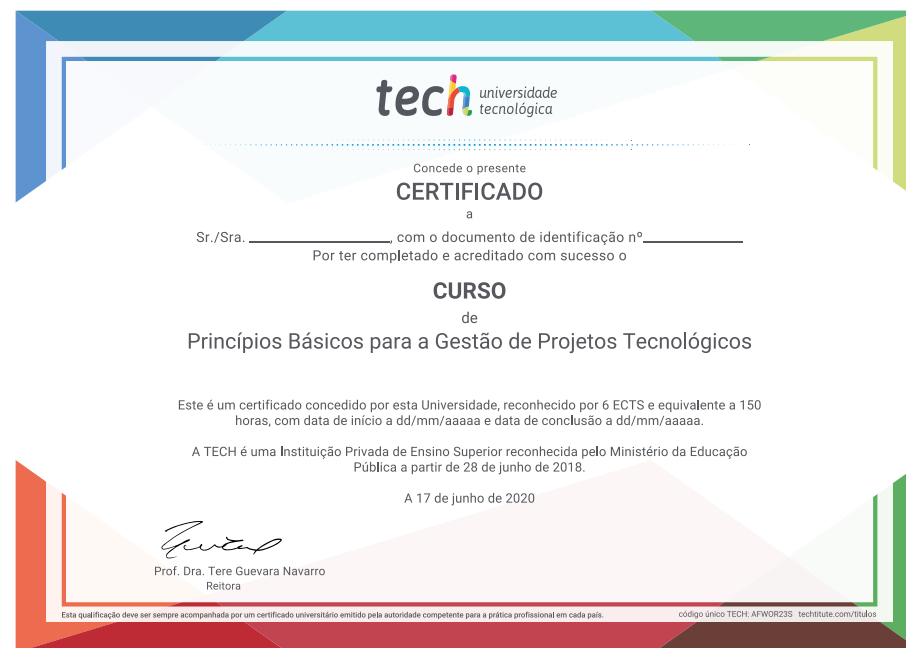 tech universidade
tecnológica
Concede o presente
CERTIFICADO
a
Sr./Sra. ____________________, com o documento de identificação nº______________
Por ter completado e acreditado com sucesso o
CURSO
de
Princípios Básicos para a Gestão de Projetos Tecnológicos
Este é um certificado concedido por esta Universidade, reconhecido por 6 ECTS e equivalente a 150
horas, com data de início a dd/mm/aaaaa e data de conclusão a dd/mm/aaaaa.
A TECH é uma Instituição Privada de Ensino Superior reconhecida pelo Ministério da Educação
Pública a partir de 28 de junho de 2018.
A 17 de junho de 2020
Prof. Dra. Tere Guevara Navarro
Reitora
Esta qualificação deve ser sempre acompanhada por um certificado universitário emitido pela autoridade competente para a prática profissional em cada país.
código único TECH: AFWOR23S techtitute.com/titulos